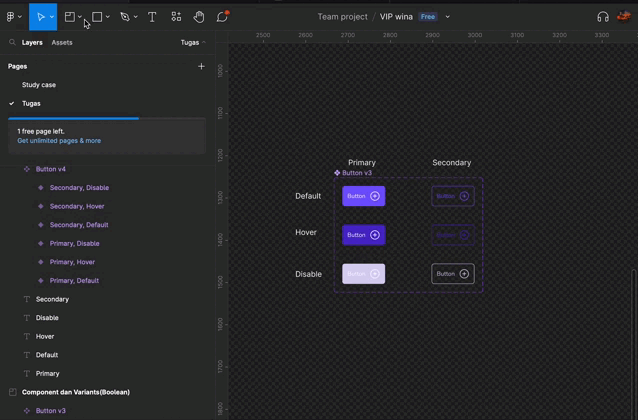 Team project / VIP wina Free
Layers Assets Tugas
Pages
Study case
Tugas
1 free page left.
Get unlimited pages & more
Button v4
Secondary, Disable
Secondary, Hover
Secondary, Default
Primary, Disable
Primary, Hover
Primary, Default
Secondary
Disable
Hover
Default
Primary
Component dan Variants(Boolean)
Button v3
2500 2600 2700 2800 2900 3000 3100 3200 3300
1000
1100
1200
1300
1400
1500
1600
1700
1800
Primary Secondary
Button v3
Default Button Button
Hover Button Button
Disable Button Button